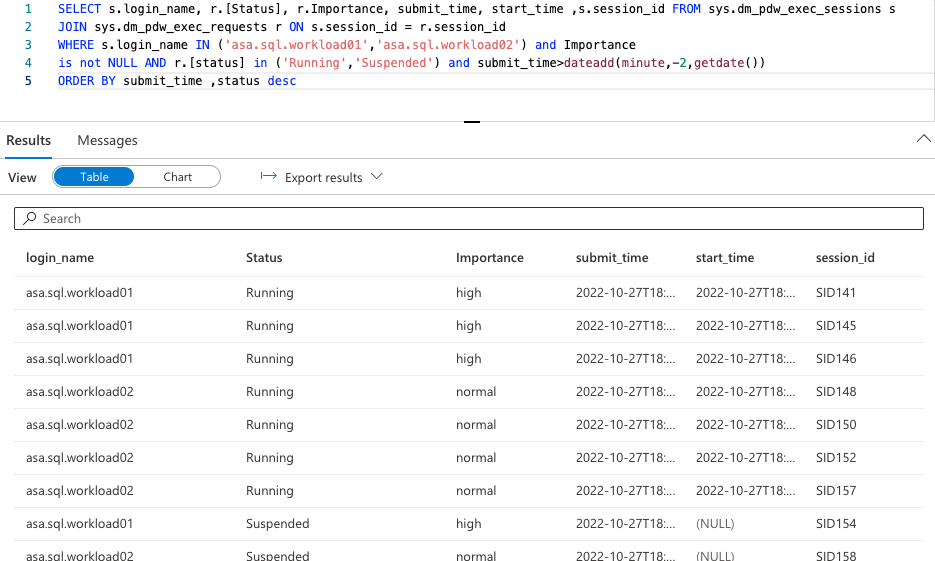 1 SELECT s.login_name, r.[Status], r.Importance, submit_time, start_time ,s.session_id FROM sys.dm_pdw_exec_sessions s
2 JOIN sys.dm_pdw_exec_requests r ON s.session_id = r.session_id
3 WHERE s.login_name IN ('asa.sql.workload01','asa.sql.workload02') and Importance
4 is not NULL AND r.[status] in ('Running','Suspended') and submit_time>dateadd(minute,-2,getdate())
5 ORDER BY submit_time ,status desc
Results Messages
View Table Chart Export results
Search
login_name Status Importance submit_time start_time session_id
asa.sql.workload01 Running high 2022-10-27T18:... 2022-10-27T18:... SID141
asa.sql.workload01 Running high 2022-10-27T18:... 2022-10-27T18:... SID145
asa.sql.workload01 Running high 2022-10-27T18:... 2022-10-27T18:... SID146
asa.sql.workload02 Running normal 2022-10-27T18:... 2022-10-27T18:... SID148
asa.sql.workload02 Running normal 2022-10-27T18:... 2022-10-27T18:... SID150
asa.sql.workload02 Running normal 2022-10-27T18:... 2022-10-27T18:... SID152
asa.sql.workload02 Running normal 2022-10-27T18:... 2022-10-27T18:... SID157
asa.sql.workload01 Suspended high 2022-10-27T18:... (NULL) SID154
asa.sql.workload02 Suspended normal 2022-10-27T18:... (NULL) SID158